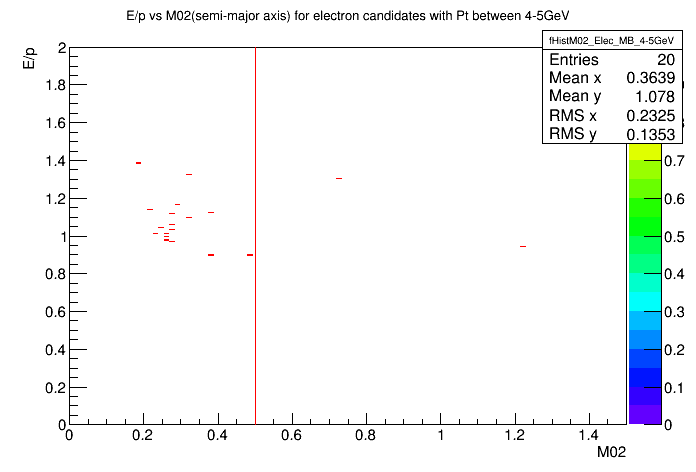 E/p vs M02(semi-major axis) for electron candidates with Pt between 4-5GeV
fHistM02_Elec_MB_4-5GeV
Entries 20
Mean x 0.3639
Mean y 1.078
RMS x 0.2325
RMS y 0.1353
E/p
2
1.8
1.6
1.4
1.2
1
0.8
0.6
0.4
0.2
0
0 0.2 0.4 0.6 0.8 1 1.2 1.4
M02
0.7
0.6
0.5
0.4
0.3
0.2
0.1
0